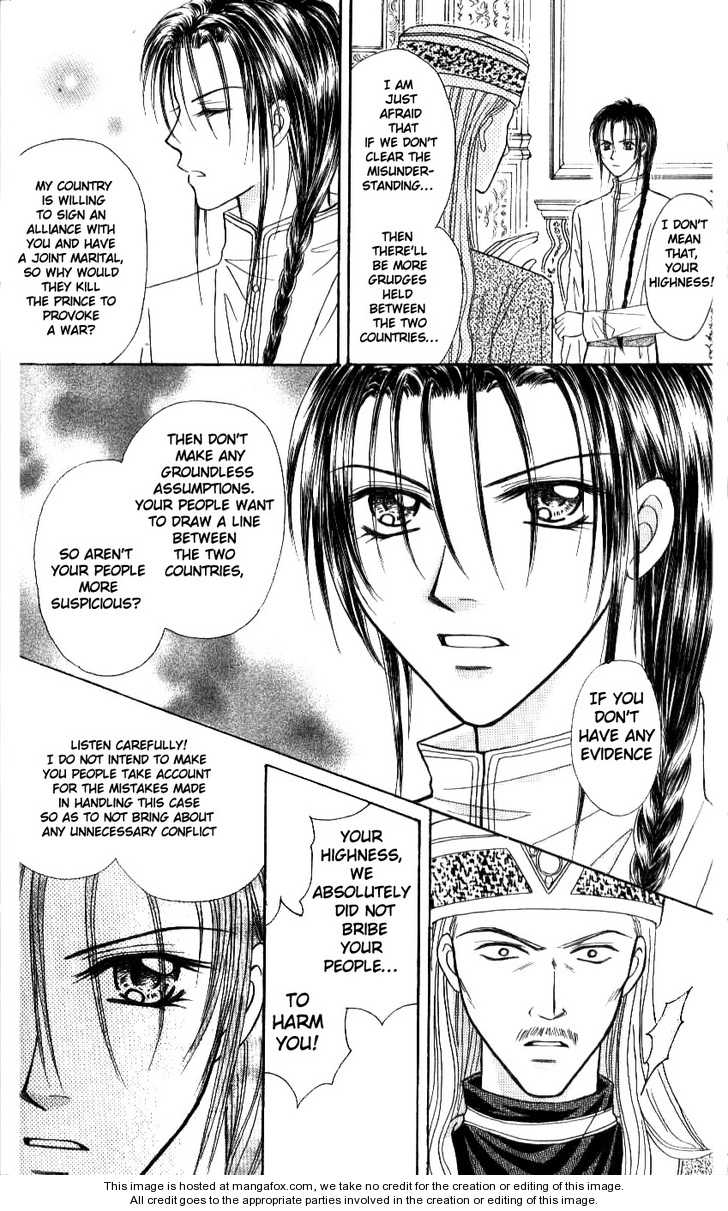 I DON'T
MEAN
THAT,
YOUR
HIGHNESS!
I AM
JUST
AFRAID
THAT
IF WE DON'T
CLEAR THE
MISUNDER-
STANDING...
THEN
THERE'LL
BE MORE
GRUDGES
HELD
BETWEEN
THE TWO
COUNTRIES...
MY COUNTRY
IS WILLING
TO SIGN AN
ALLIANCE WITH
YOU AND HAVE
A JOINT MARITAL,
SO WHY WOULD
THEY KILL
THE PRINCE TO
PROVOKE
A WAR?
IF YOU
DON'T
HAVE ANY
EVIDENCE
THEN DON'T
MAKE ANY
GROUNDLESS
ASSUMPTIONS.
YOUR PEOPLE WANT
TO DRAW A LINE
BETWEEN
THE TWO
COUNTRIES,
SO AREN'T
YOUR PEOPLE
MORE
SUSPICIOUS?
YOUR
HIGHNESS,
WE
ABSOLUTELY
DID NOT
BRIBE
YOUR
PEOPLE...
TO
HARM
YOU!
LISTEN CAREFULLY!
I DO NOT INTEND TO MAKE
YOU PEOPLE TAKE ACCOUNT
FOR THE MISTAKES MADE
IN HANDLING THIS CASE
SO AS TO NOT BRING ABOUT
ANY UNNECESSARY CONFLICT
This image is hosted at mangafox.com, we take no credit for the creation or editing of this image.
All credit goes to the appropriate parties involved in the creation or editing of this image.